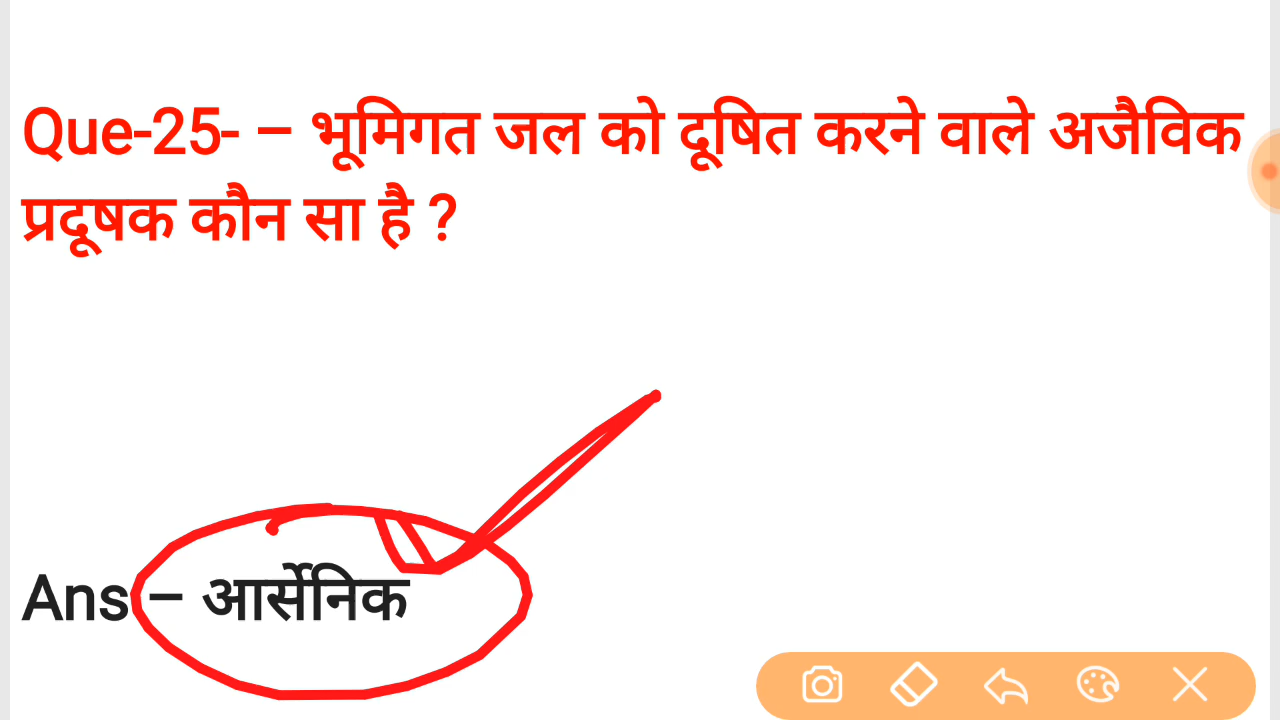 Que-25- – भूमिगत जल को दूषित करने वाले अजैविक
प्रदूषक कौन सा है ?
Ans – आर्सेनिक